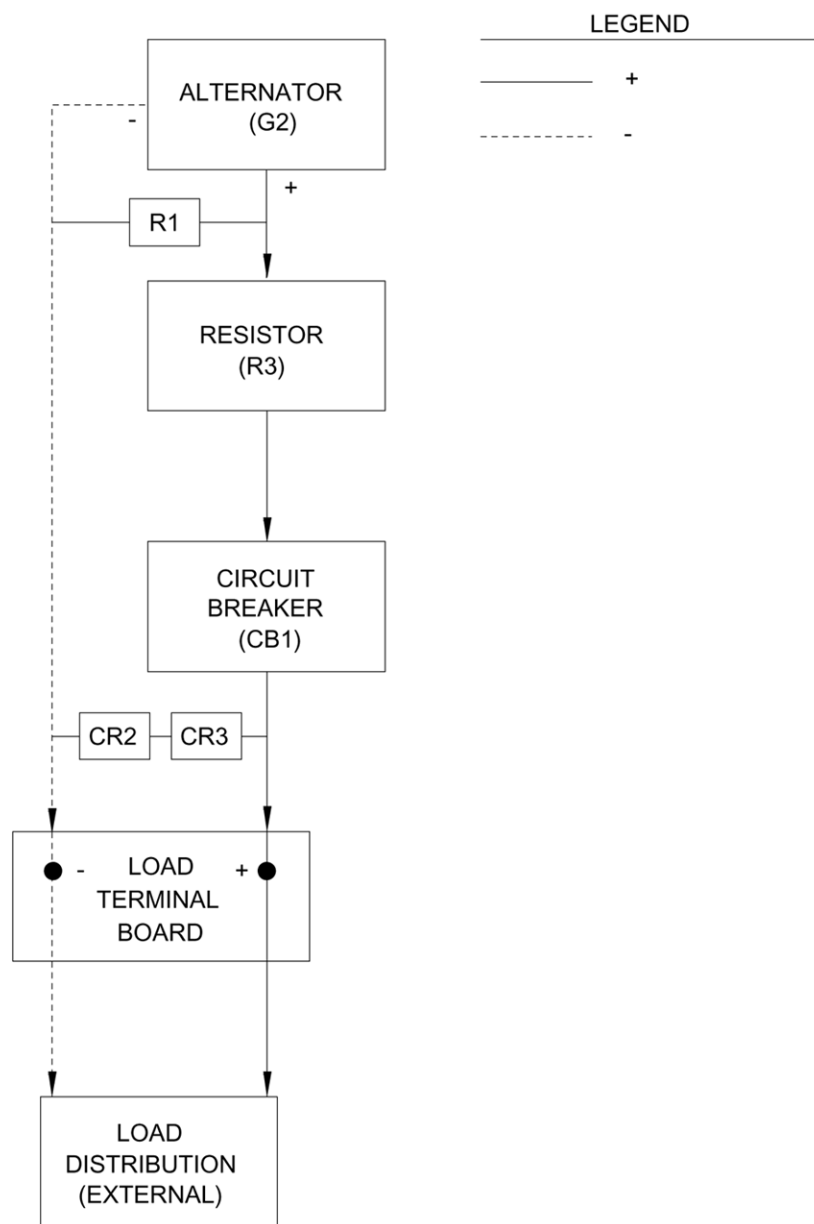 LEGEND
+
-
ALTERNATOR
(G2)
-
+
R1
RESISTOR
(R3)
CIRCUIT
BREAKER
(CB1)
CR2 CR3
- LOAD +
TERMINAL
BOARD
LOAD
DISTRIBUTION
(EXTERNAL)